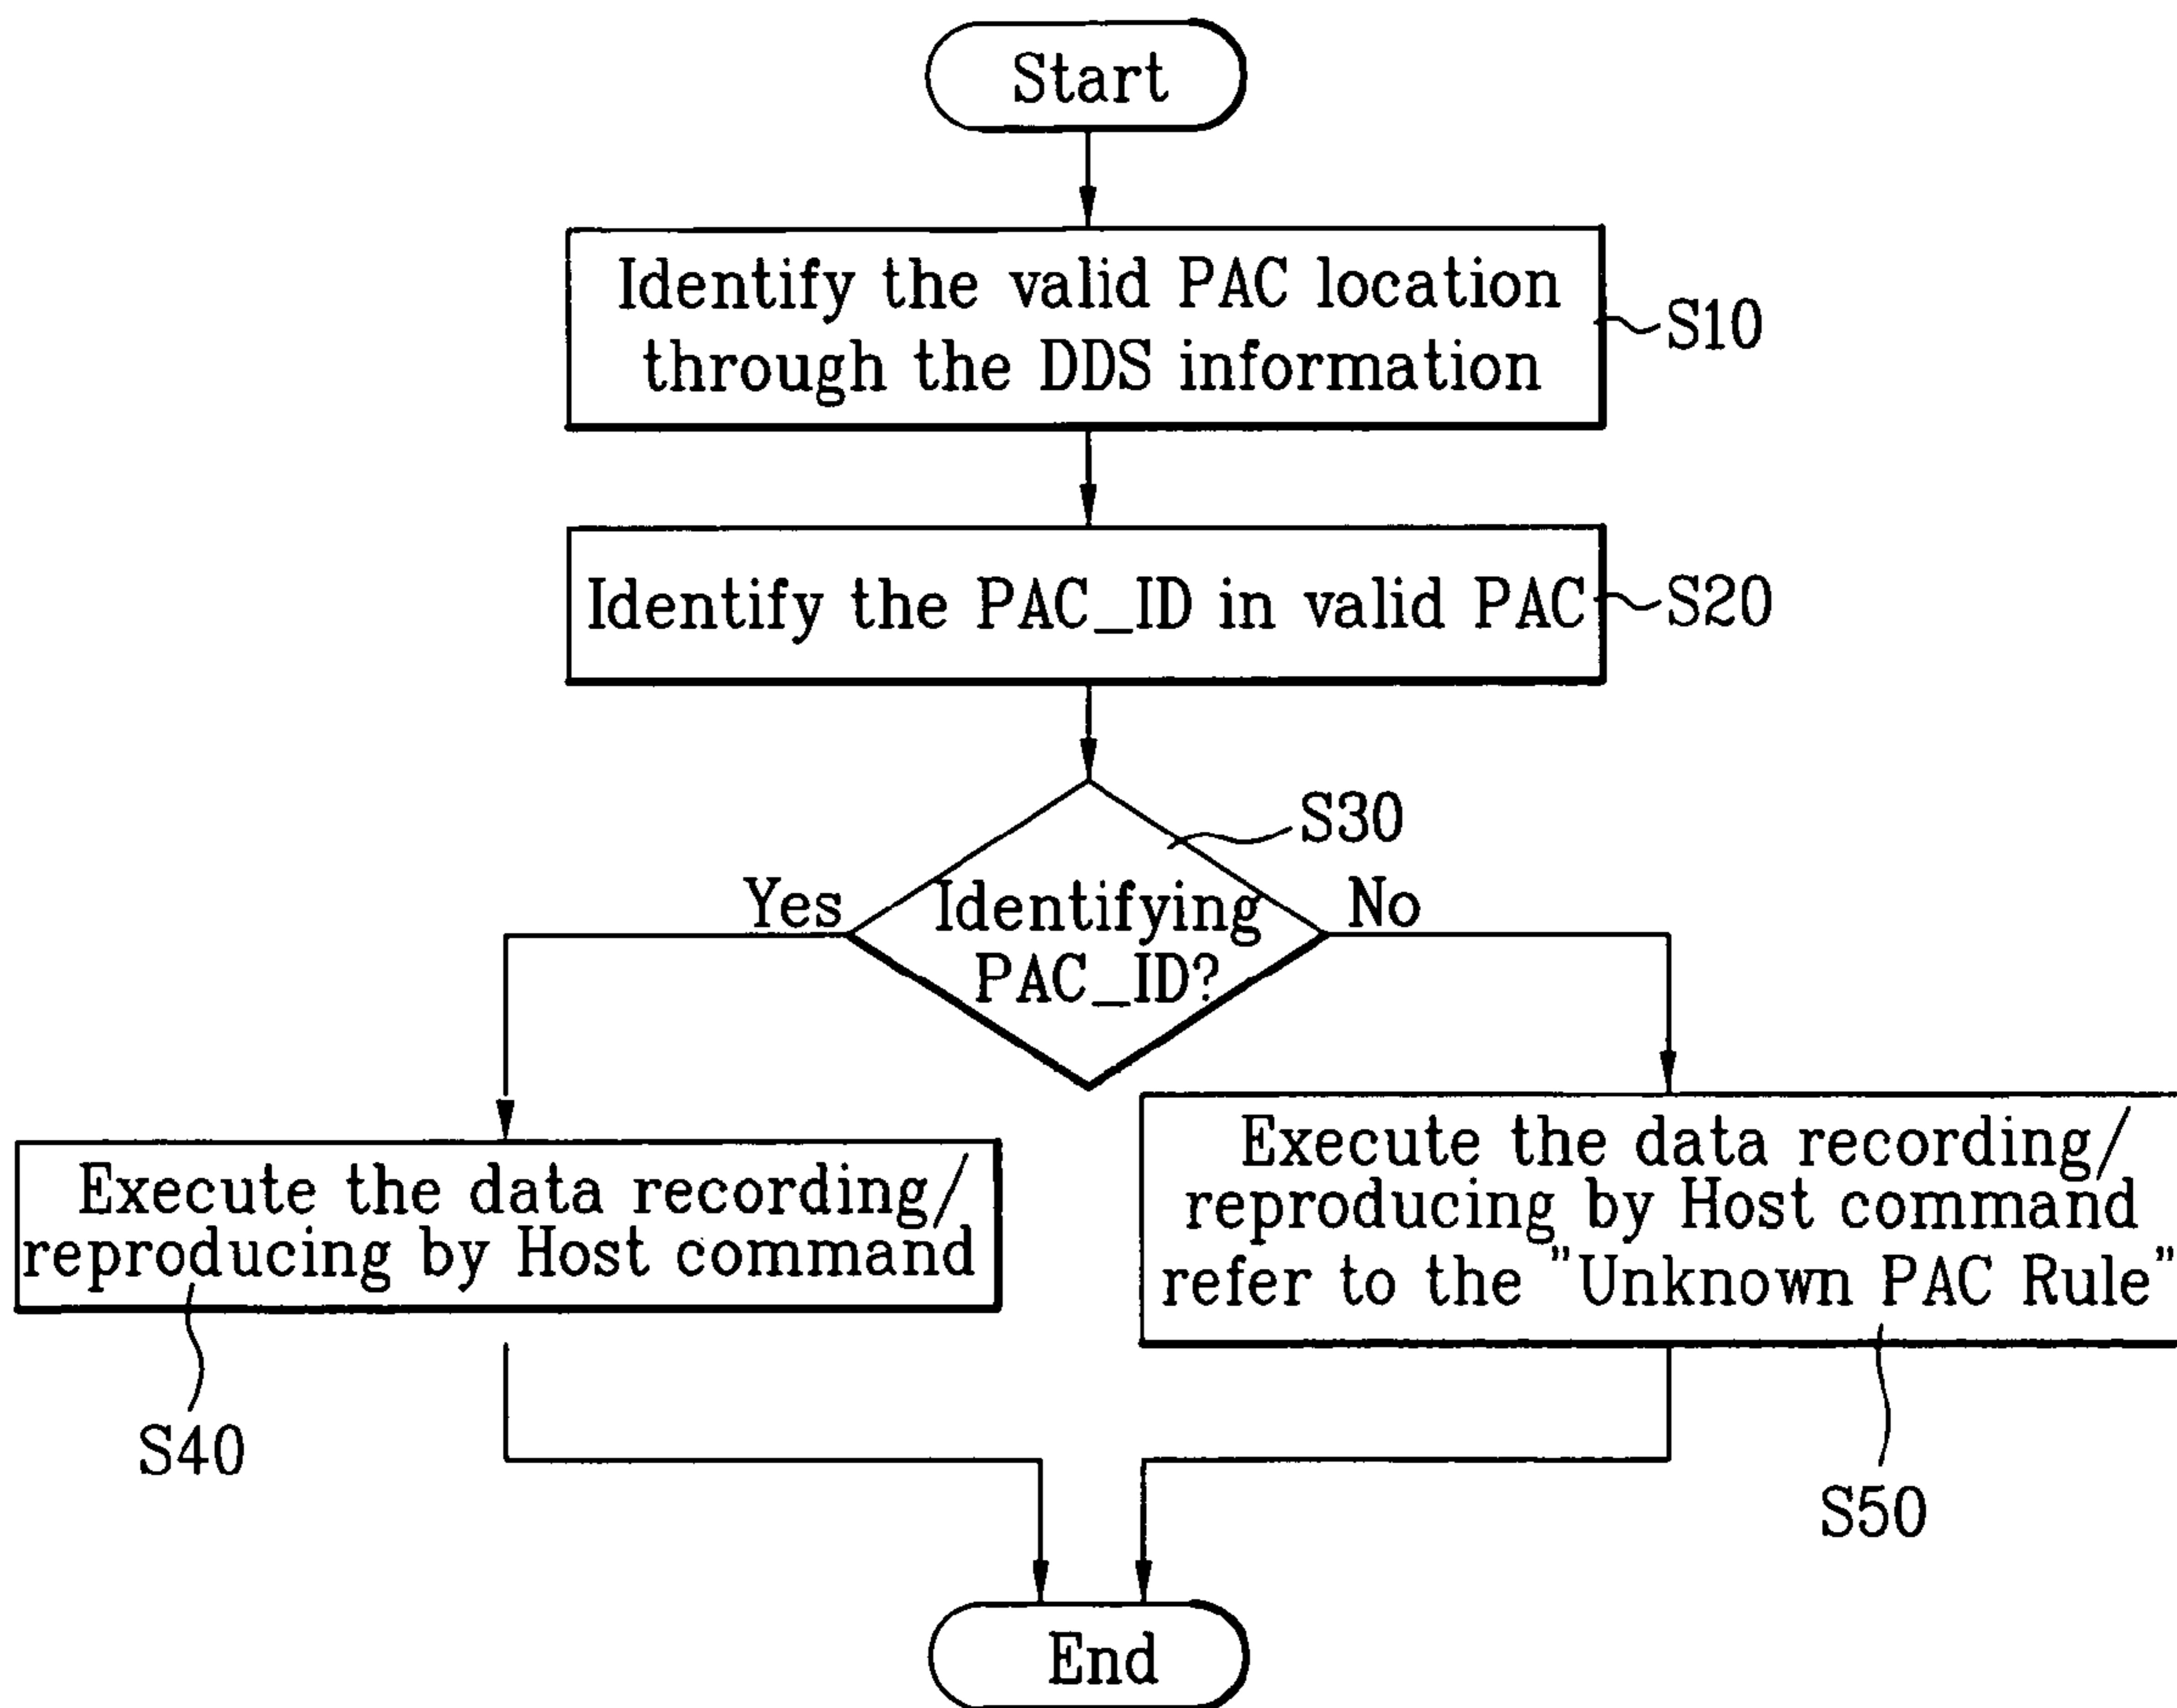 Start
Identify the valid PAC location
through the DDS information
S10
Identify the PAC_ID in valid PAC
S20
S30
Yes
Identifying
PAC_ID?
No
Execute the data recording/
reproducing by Host command
S40
Execute the data recording/
reproducing by Host command
refer to the "Unknown PAC Rule"
S50
End